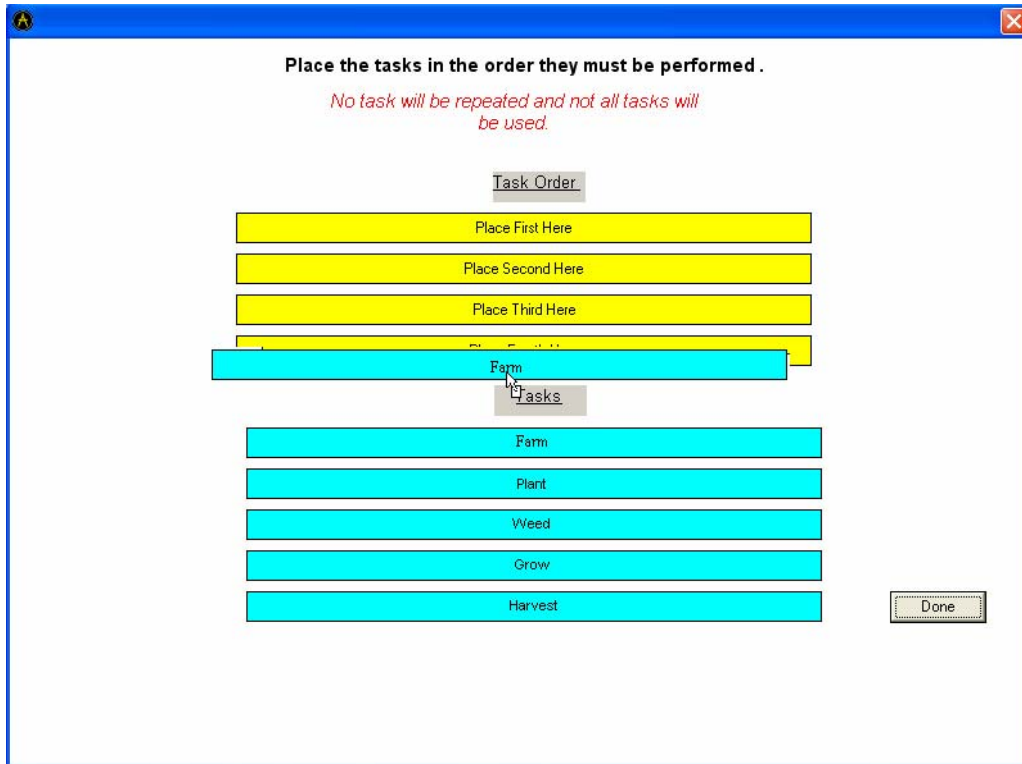 Place the tasks in the order they must be performed .
No task will be repeated and not all tasks will
be used.
Task Order
Place First Here
Place Second Here
Place Third Here
Farm
Tasks
Farm
Plant
Weed
Grow
Harvest
Done